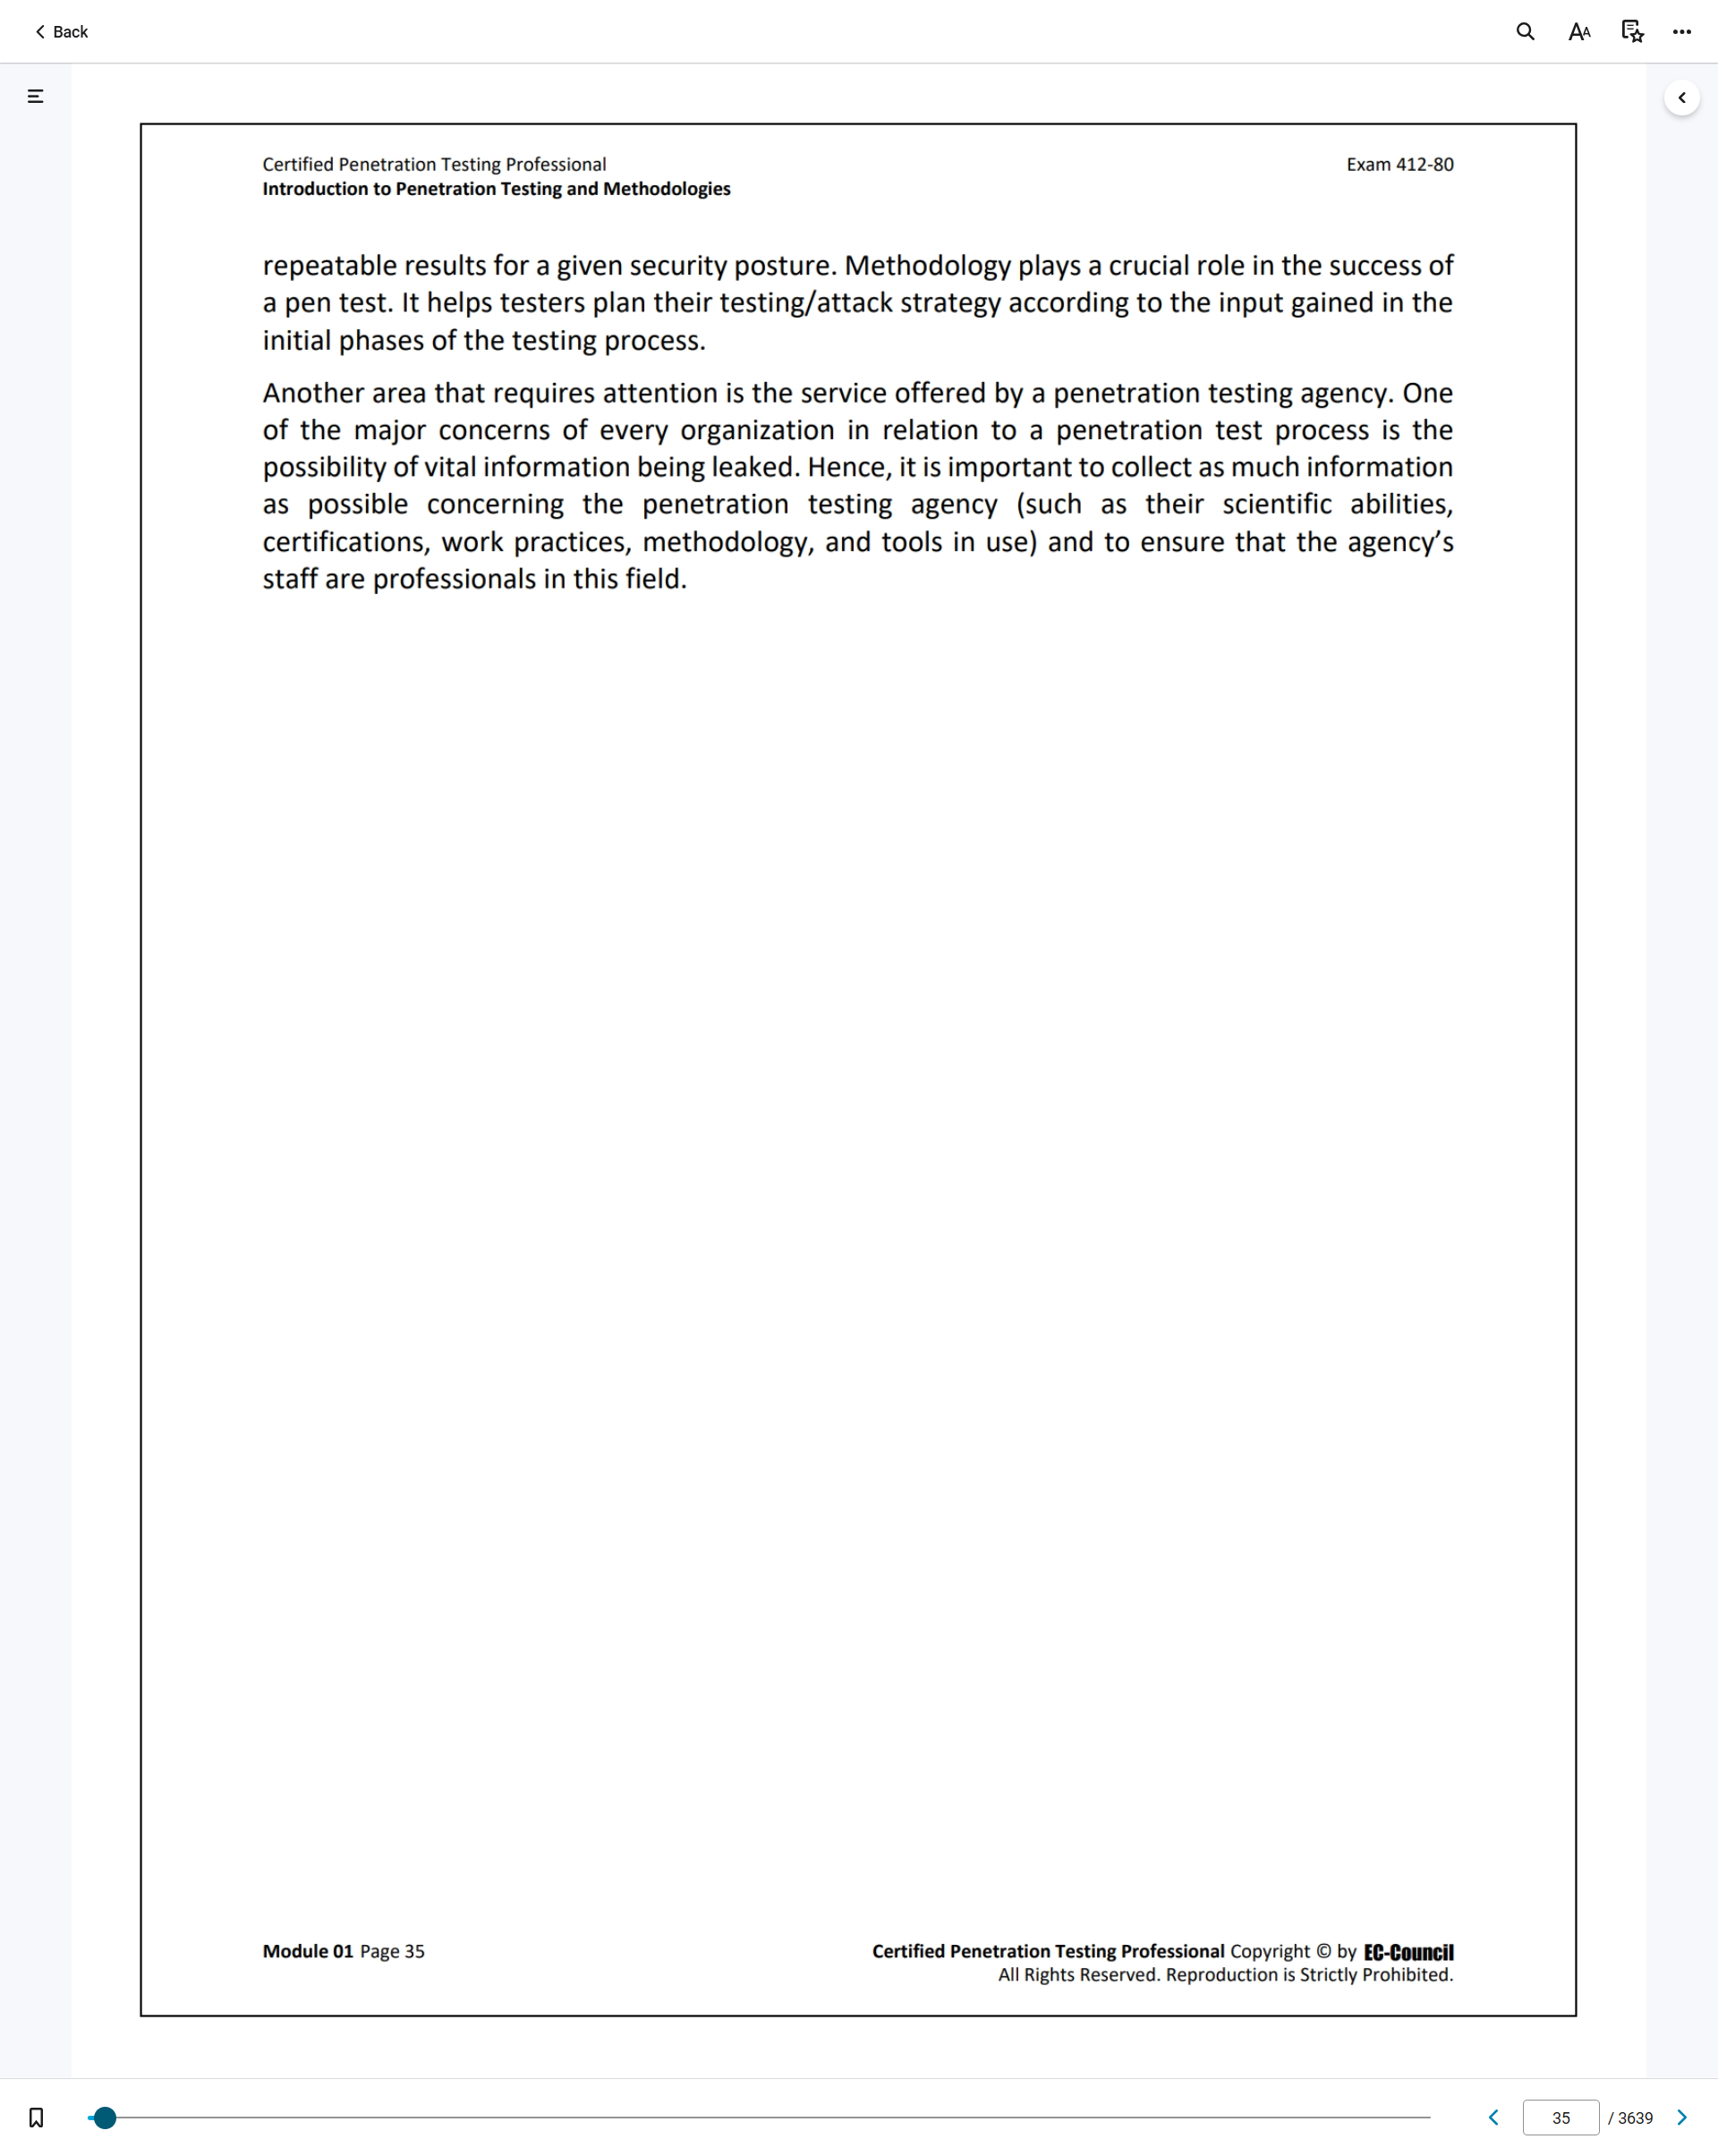 Back
Certified Penetration Testing Professional
Exam 412-80
Introduction to Penetration Testing and Methodologies
repeatable results for a given security posture. Methodology plays a crucial role in the success of
a pen test. It helps testers plan their testing/attack strategy according to the input gained in the
initial phases of the testing process.
Another area that requires attention is the service offered by a penetration testing agency. One
of the major concerns of every organization in relation to a penetration test process is the
possibility of vital information being leaked. Hence, it is important to collect as much information
as possible concerning the penetration testing agency (such as their scientific abilities,
certifications, work practices, methodology, and tools in use) and to ensure that the agency’s
staff are professionals in this field.
Module 01 Page 35
Certified Penetration Testing Professional Copyright © by EC-Council
All Rights Reserved. Reproduction is Strictly Prohibited.
35 / 3639